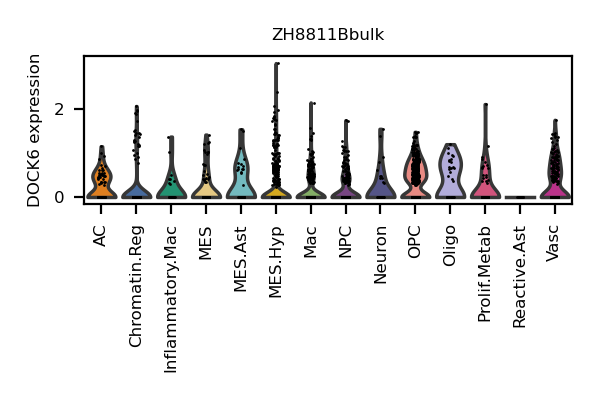 ZH8811Bbulk
DOCK6 expression
2
0
AC
Chromatin.Reg
Inflammatory.Mac
MES
MES.Ast
MES.Hyp
Mac
NPC
Neuron
OPC
Oligo
Prolif.Metab
Reactive.Ast
Vasc